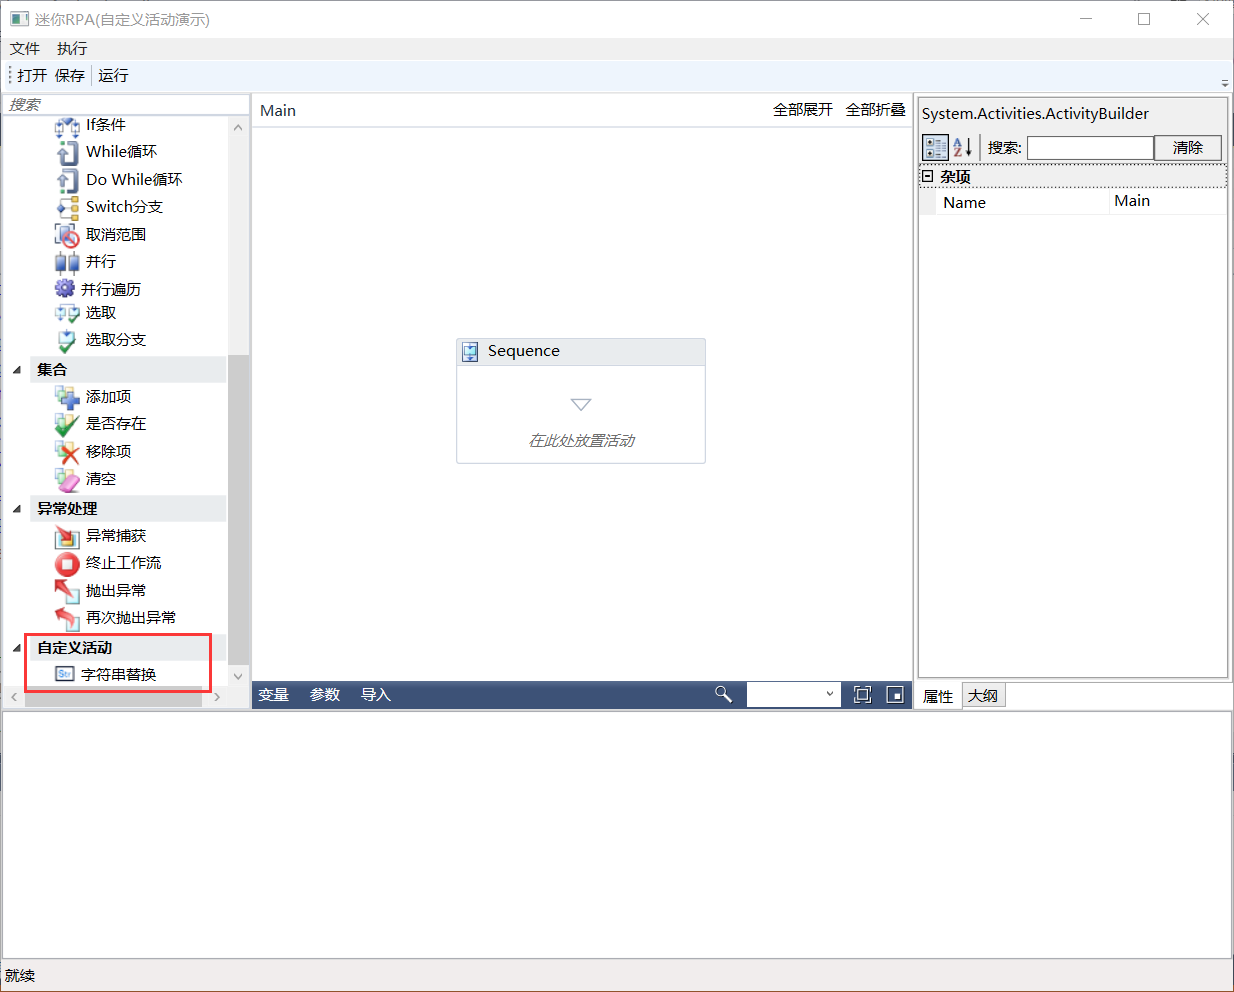 迷你RPA(自定义活动演示)
文件 执行
打开 保存 运行
搜索
If条件
While循环
Do While循环
Switch分支
取消范围
并行
并行遍历
选取
选取分支
集合
添加项
是否存在
移除项
清空
异常处理
异常捕获
终止工作流
抛出异常
再次抛出异常
自定义活动
Str 字符串替换
Main 全部展开 全部折叠
Sequence
在此处放置活动
变量 参数 导入
System.Activities.ActivityBuilder
A Z 搜索: 清除
杂项
Name Main
属性 大纲
就绪